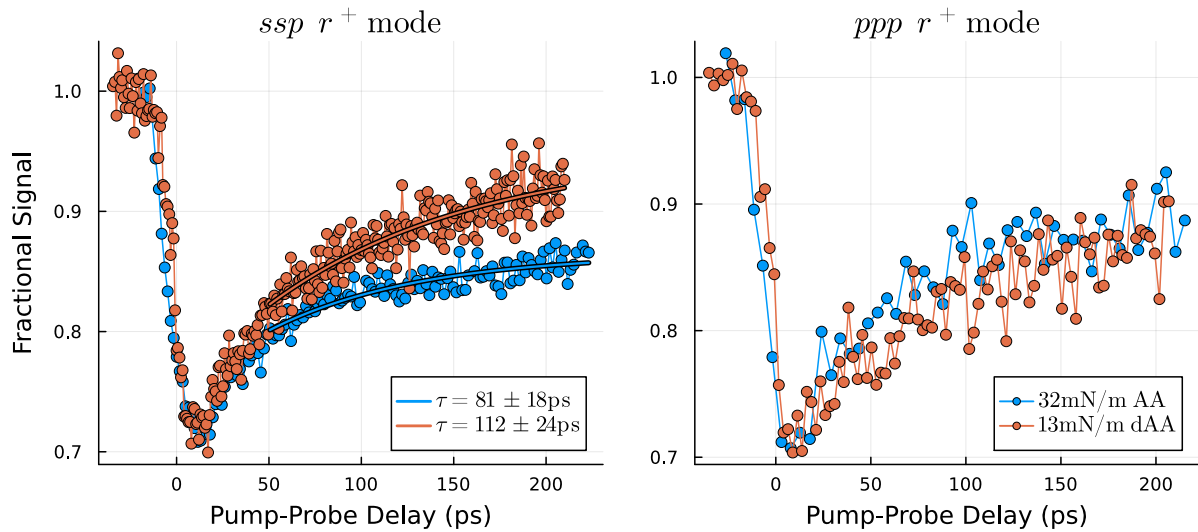 ssp r+ mode
ppp r+ mode
Fractional Signal
1.0
0.9
0.8
0.7
0
50
100
150
200
Pump-Probe Delay (ps)
τ = 81 ± 18ps
τ = 112 ± 24ps
1.0
0.9
0.8
0.7
0
50
100
150
200
Pump-Probe Delay (ps)
32mN/m AA
13mN/m dAA